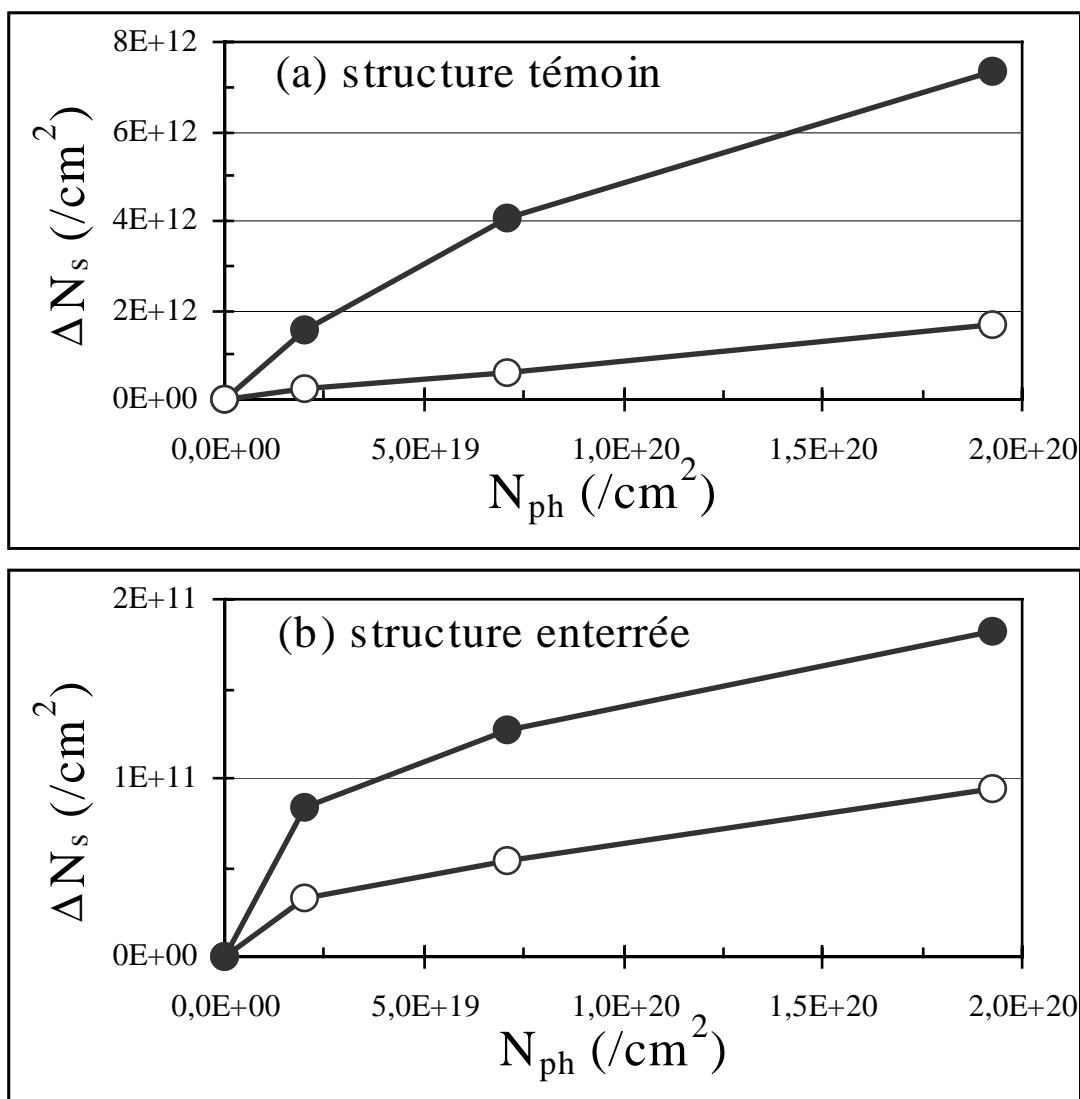 (a) structure témoin
8E+12
6E+12
4E+12
2E+12
0E+00
ΔNs (/cm2)
0,0E+00 5,0E+19 1,0E+20 1,5E+20 2,0E+20
Nph (/cm2)
(b) structure enterrée
2E+11
1E+11
0E+00
ΔNs (/cm2)
0,0E+00 5,0E+19 1,0E+20 1,5E+20 2,0E+20
Nph (/cm2)